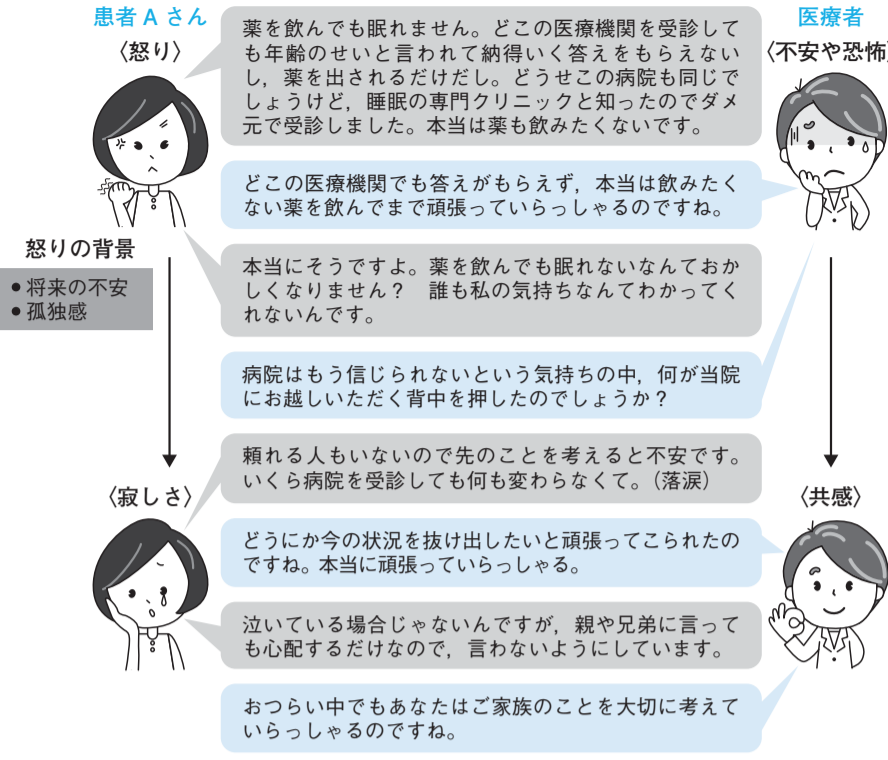 患者Aさん
〈怒り〉
医療者
〈不安や恐怖〉
薬を飲んでも眠れません。どこの医療機関を受診して
も年齢のせいと言われて納得いく答えをもらえない
し，薬を出されるだけだし。どうせこの病院も同じで
しょうけど，睡眠の専門クリニックと知ったのでダメ
元で受診しました。本当は薬も飲みたくないです。
どこの医療機関でも答えがもらえず，本当は飲みたく
ない薬を飲んでまで頑張っていらっしゃるのですね。
怒りの背景
•将来の不安
•孤独感
本当にそうですよ。薬を飲んでも眠れないなんておか
しくなりません？　誰も私の気持ちなんてわかってく
れないんです。
病院はもう信じられないという気持ちの中，何が当院
にお越しいただく背中を押したのでしょうか？
頼れる人もいないので先のことを考えると不安です。
いくら病院を受診しても何も変わらなくて。（落涙）
〈寂しさ〉
〈共感〉
どうにか今の状況を抜け出したいと頑張ってこられたの
ですね。本当に頑張っていらっしゃる。
泣いている場合じゃないんですが，親や兄弟に言って
も心配するだけなので，言わないようにしています。
おつらい中でもあなたはご家族のことを大切に考えて
いらっしゃるのですね。